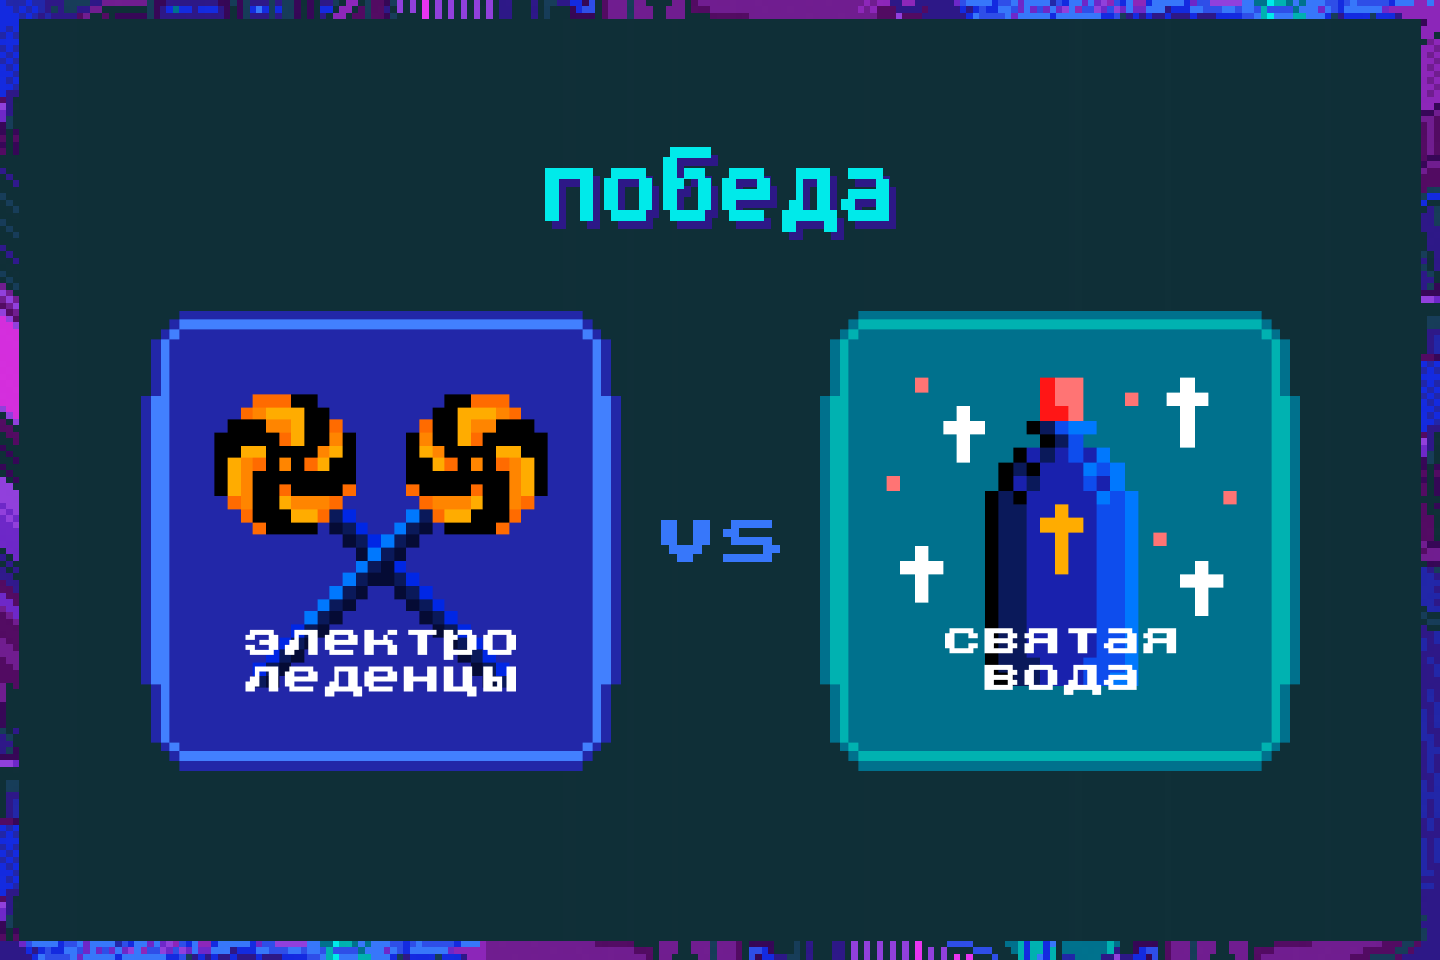 победа
электро
леденцы
vs
святая
вода